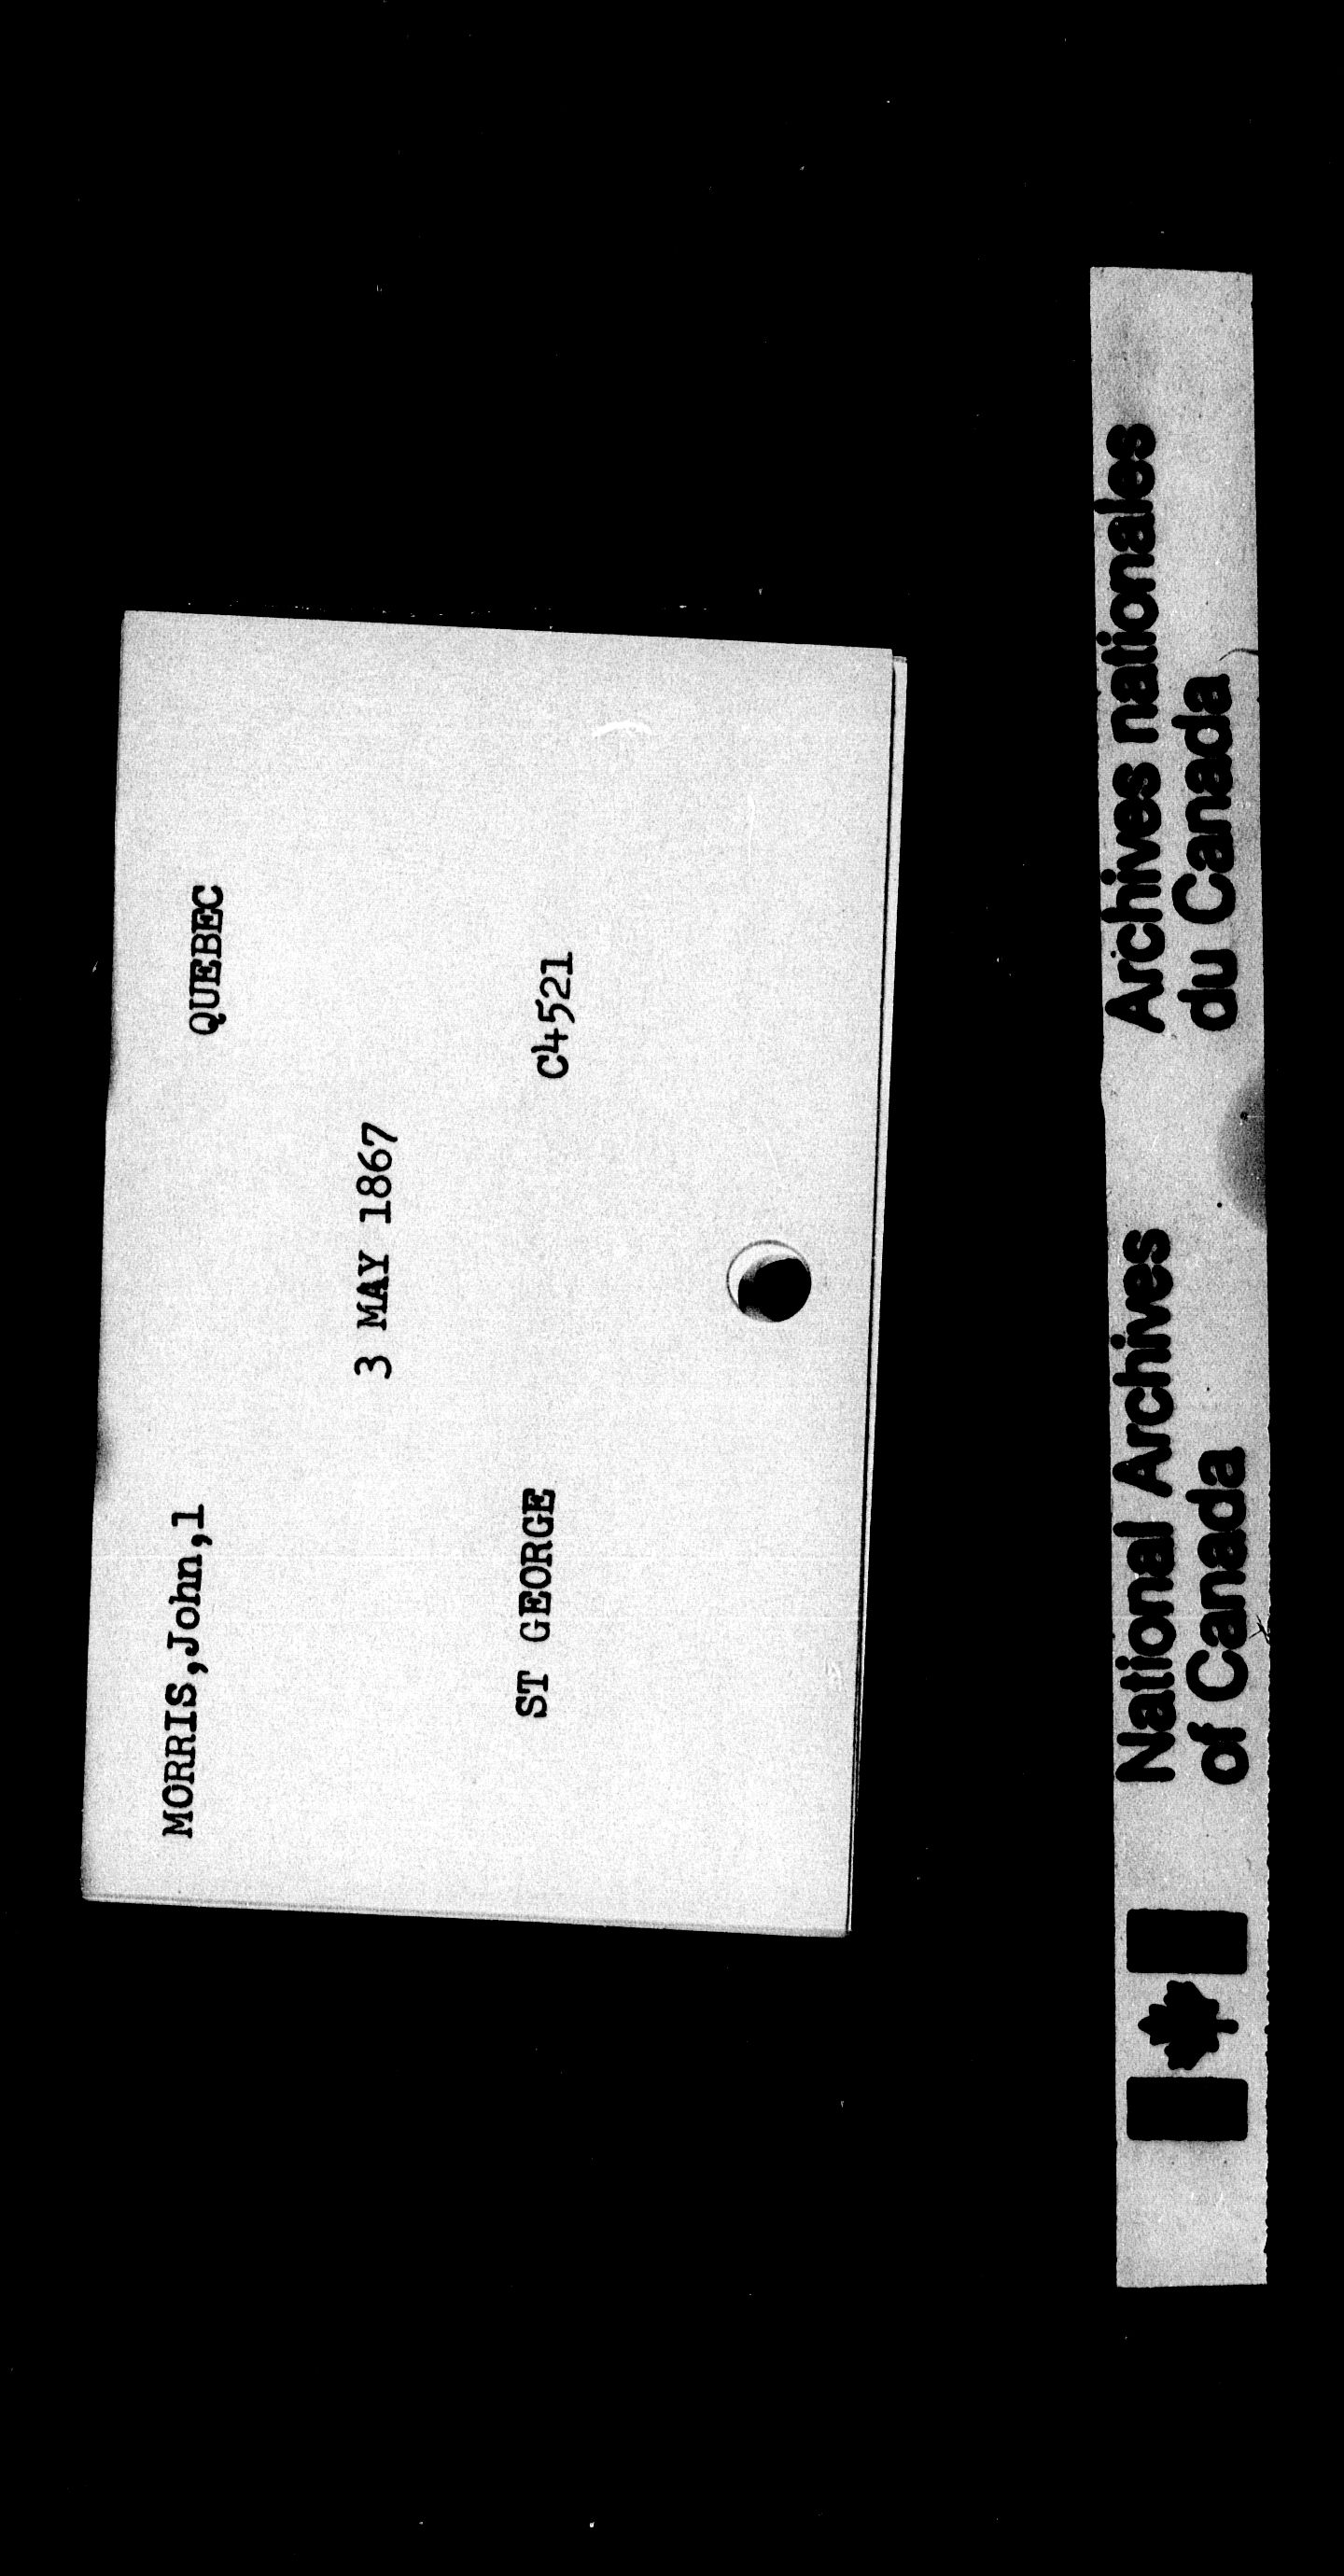 MORRIS,John,1 QUEBEC
3 MAY 1867
ST GEORGE C4521
National Archives
of Canada
Archives nationales
du Canada